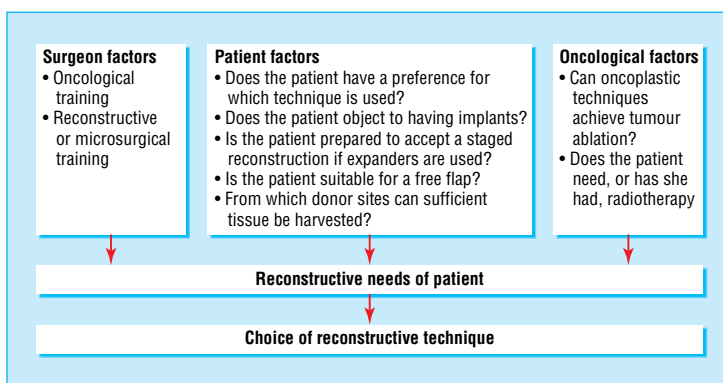 Surgeon factors
• Oncological
training
• Reconstructive
or microsurgical
training
Patient factors
• Does the patient have a preference for
which technique is used?
• Does the patient object to having implants?
• Is the patient prepared to accept a staged
reconstruction if expanders are used?
• Is the patient suitable for a free flap?
• From which donor sites can sufficient
tissue be harvested?
Oncological factors
• Can oncoplastic
techniques
achieve tumour
ablation?
• Does the patient
need, or has she
had, radiotherapy
Reconstructive needs of patient
Choice of reconstructive technique